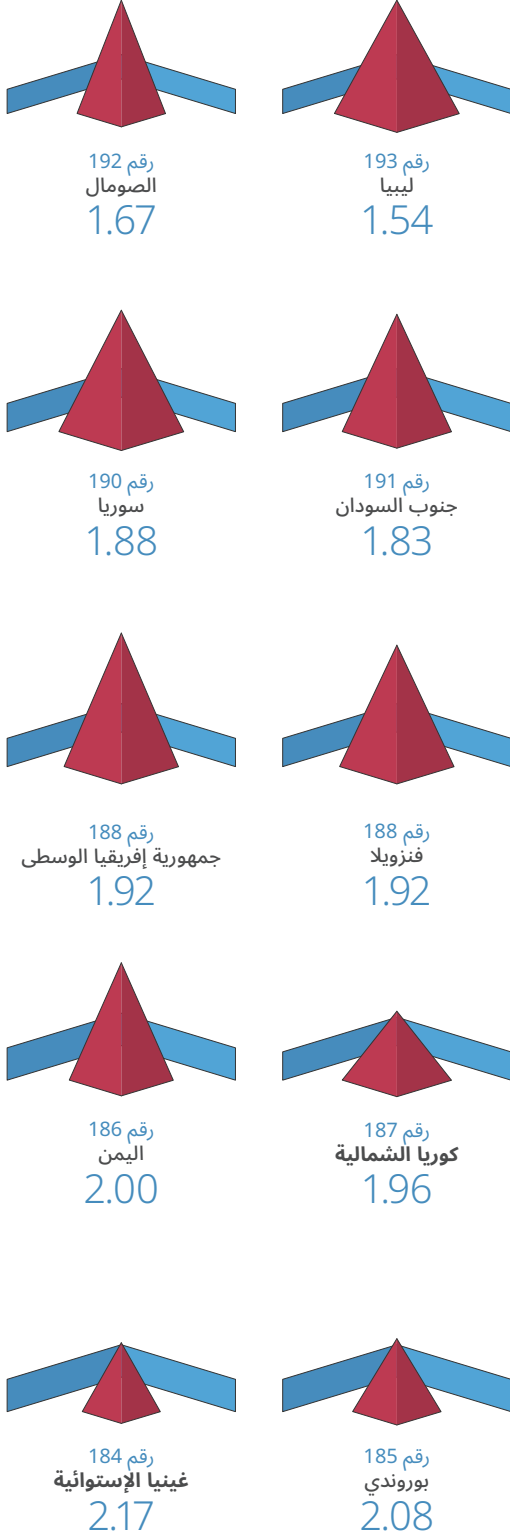 رقم 193
ليبيا
1.54
رقم 192
الصومال
1.67
رقم 191
جنوب السودان
1.83
رقم 190
سوريا
1.88
رقم 188
فنزويلا
1.92
رقم 188
جمهورية إفريقيا الوسطى
1.92
رقم 187
كوريا الشمالية
1.96
رقم 186
اليمن
2.00
رقم 185
بوروندي
2.08
رقم 184
غينيا الإستوائية
2.17